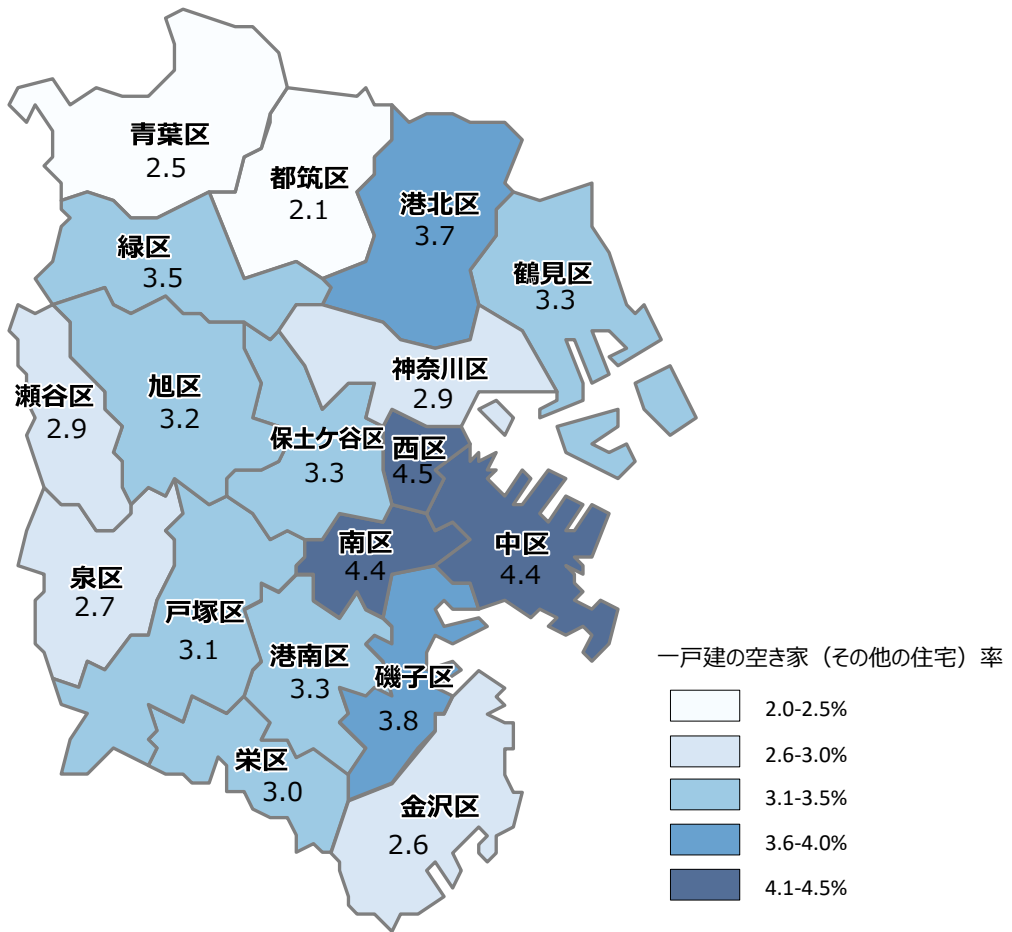 青葉区
2.5
都筑区
2.1
港北区
3.7
緑区
3.5
鶴見区
3.3
神奈川区
2.9
瀬谷区
2.9
旭区
3.2
保土ケ谷区
3.3
西区
4.5
南区
4.4
中区
4.4
泉区
2.7
戸塚区
3.1
港南区
3.3
磯子区
3.8
栄区
3.0
金沢区
2.6
一戸建の空き家（その他の住宅）率
2.0-2.5%
2.6-3.0%
3.1-3.5%
3.6-4.0%
4.1-4.5%